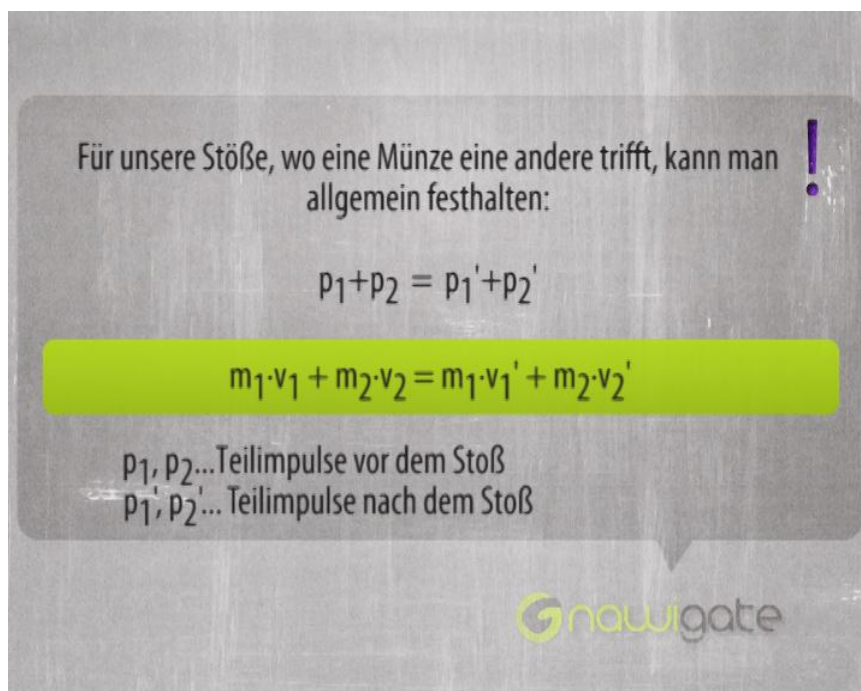 Für unsere Stöße, wo eine Münze eine andere trifft, kann man
!
allgemein festhalten:
p₁+p₂ = p₁'+p₂'
m₁·v₁ + m₂·v₂ = m₁·v₁' + m₂·v₂'
p₁, p₂...Teilimpulse vor dem Stoß
p₁', p₂'... Teilimpulse nach dem Stoß
Gnawigate